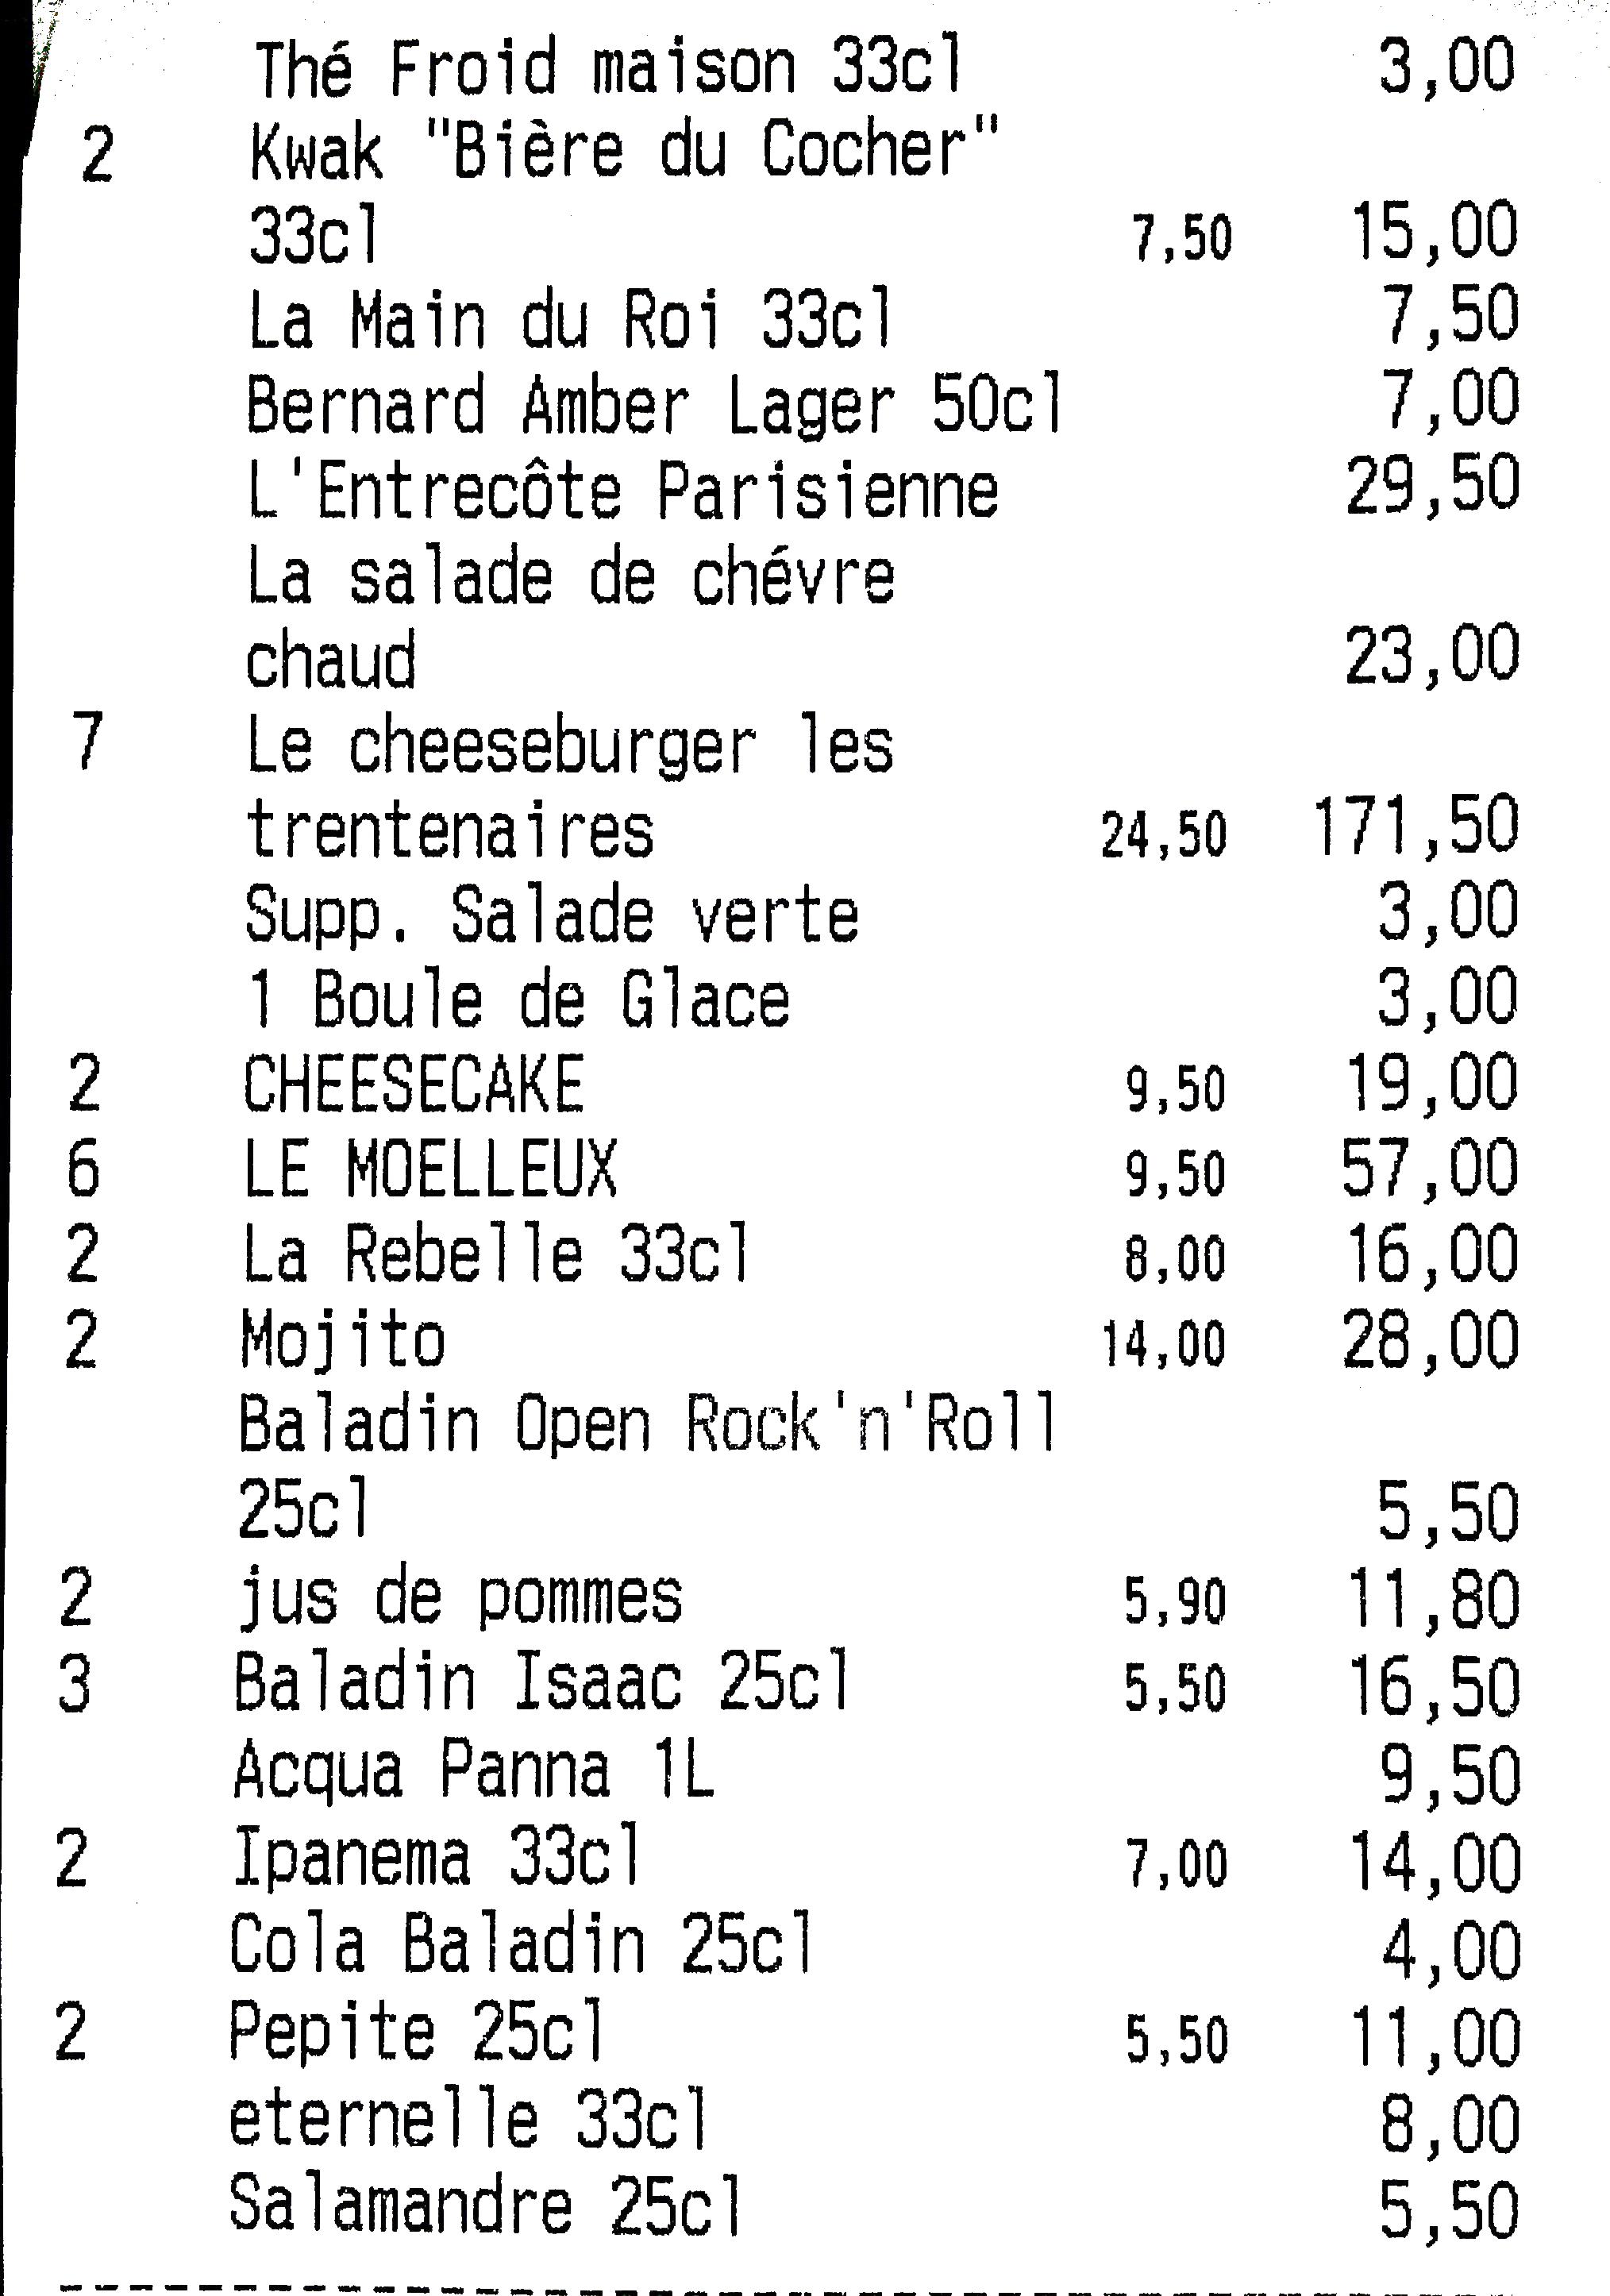 Thé Froid maison 33cl 3,00
2 Kwak "Bière du Cocher"
33cl 7,50 15,00
La Main du Roi 33cl 7,50
Bernard Amber Lager 50cl 7,00
L'Entrecôte Parisienne 29,50
La salade de chévre
chaud 23,00
7 Le cheeseburger les
trentenaires 24,50 171,50
Supp. Salade verte 3,00
1 Boule de Glace 3,00
2 CHEESECAKE 9,50 19,00
6 LE MOELLEUX 9,50 57,00
2 La Rebelle 33cl 8,00 16,00
2 Mojito 14,00 28,00
Baladin Open Rock'n'Roll
25cl 5,50
2 jus de pommes 5,90 11,80
3 Baladin Isaac 25cl 5,50 16,50
Acqua Panna 1L 9,50
2 Ipanema 33cl 7,00 14,00
Cola Baladin 25cl 4,00
2 Pepite 25cl 5,50 11,00
eternelle 33cl 8,00
Salamandre 25cl 5,50